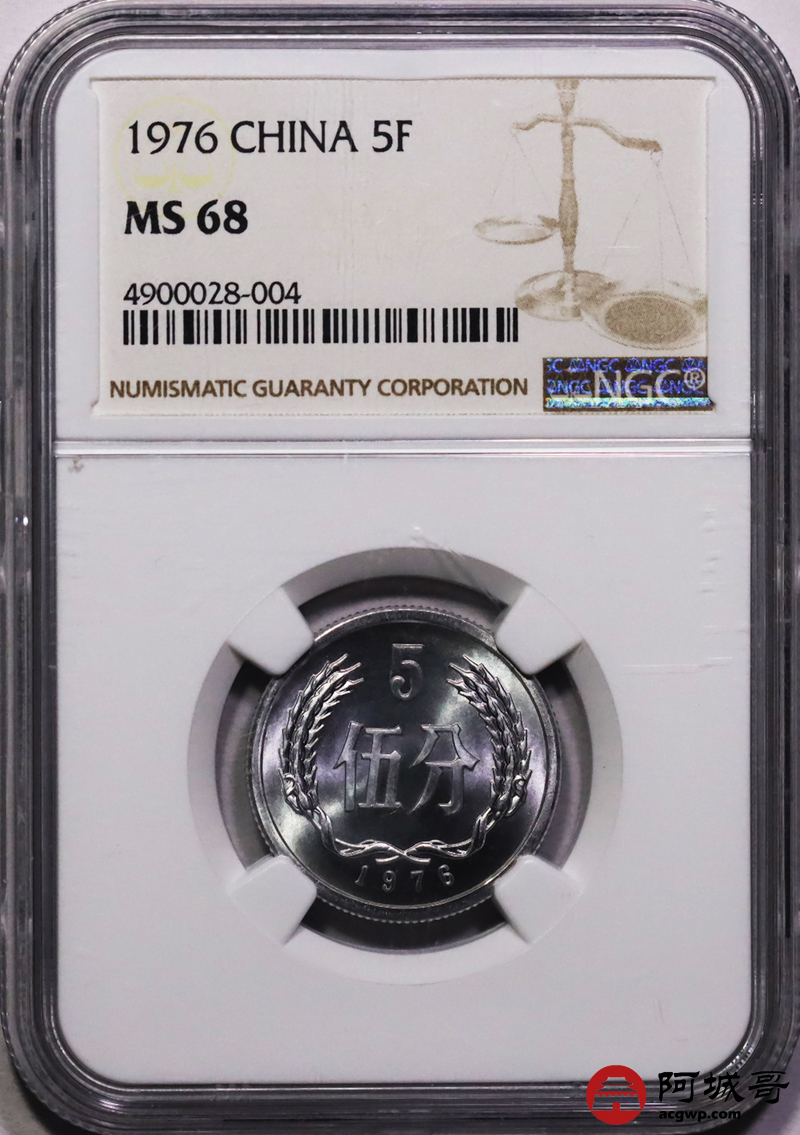 1976 CHINA 5F
MS 68
4900028-004
NUMISMATIC GUARANTY CORPORATION
NGC®
5
伍分
1976
阿城哥
acgwp.com